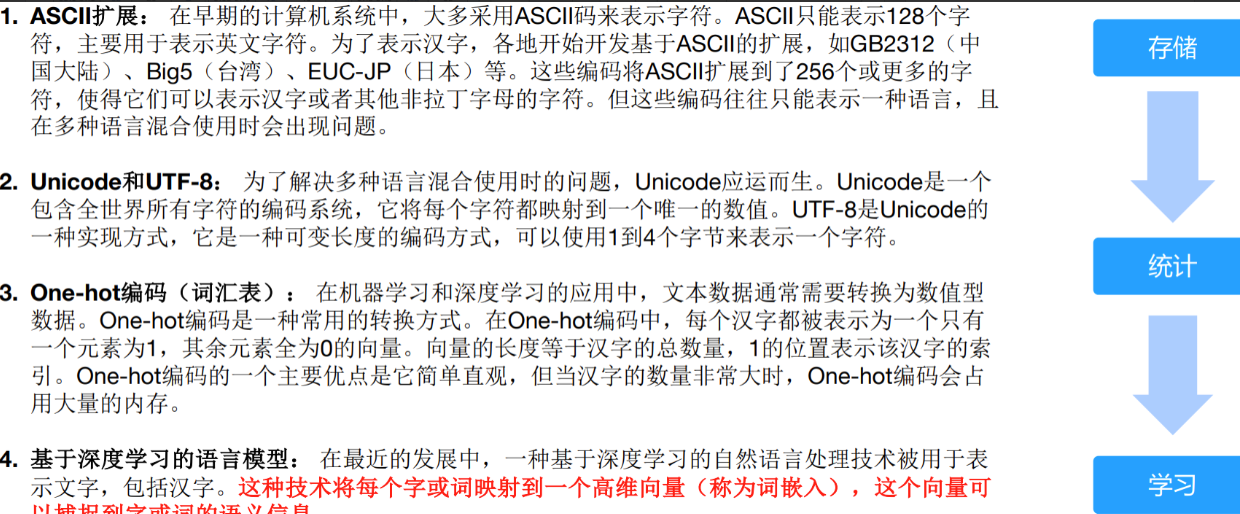 1. ASCII扩展： 在早期的计算机系统中，大多采用ASCII码来表示字符。ASCII只能表示128个字
符，主要用于表示英文字符。为了表示汉字，各地开始开发基于ASCII的扩展，如GB2312（中
国大陆）、Big5（台湾）、EUC-JP（日本）等。这些编码将ASCII扩展到了256个或更多的字
符，使得它们可以表示汉字或者其他非拉丁字母的字符。但这些编码往往只能表示一种语言，且
在多种语言混合使用时会出现问题。
2. Unicode和UTF-8： 为了解决多种语言混合使用时的问题，Unicode应运而生。Unicode是一个
包含全世界所有字符的编码系统，它将每个字符都映射到一个唯一的数值。UTF-8是Unicode的
一种实现方式，它是一种可变长度的编码方式，可以使用1到4个字节来表示一个字符。
3. One-hot编码（词汇表）： 在机器学习和深度学习的应用中，文本数据通常需要转换为数值型
数据。One-hot编码是一种常用的转换方式。在One-hot编码中，每个汉字都被表示为一个只有
一个元素为1，其余元素全为0的向量。向量的长度等于汉字的总数量，1的位置表示该汉字的索
引。One-hot编码的一个主要优点是它简单直观，但当汉字的数量非常大时，One-hot编码会占
用大量的内存。
4. 基于深度学习的语言模型： 在最近的发展中，一种基于深度学习的自然语言处理技术被用于表
示文字，包括汉字。这种技术将每个字或词映射到一个高维向量（称为词嵌入），这个向量可
以捕捉到字或词的语义信息
存储
统计
学习